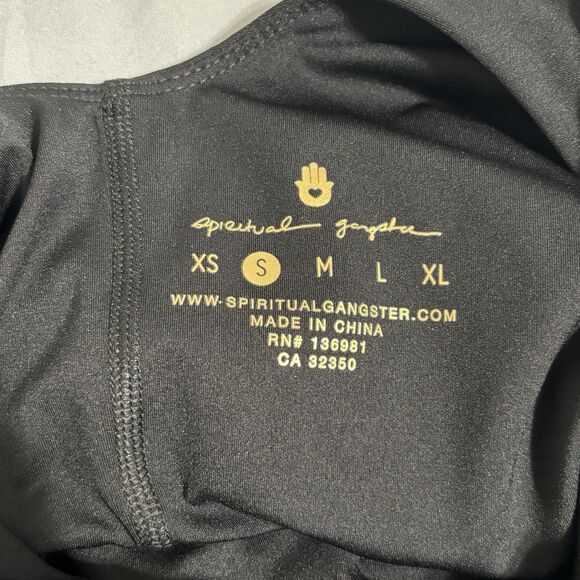 spiritual gangster
XS S M L XL
WWW.SPIRITUALGANGSTER.COM
MADE IN CHINA
RN# 136981
CA 32350